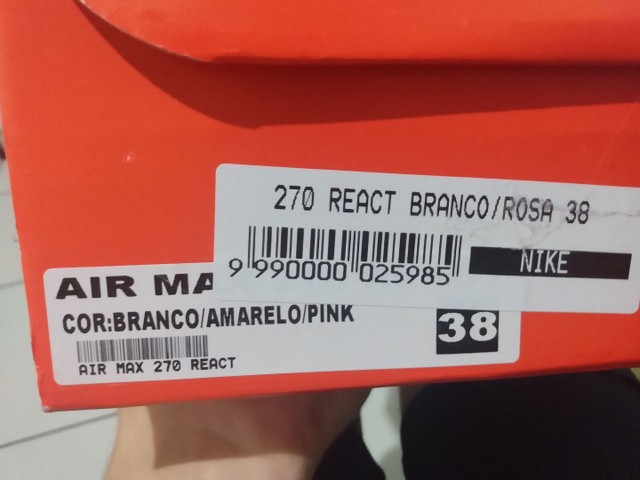 270 REACT BRANCO/ROSA 38
9 990000 025985
NIKE
AIR MA
COR:BRANCO/AMARELO/PINK
38
AIR MAX 270 REACT